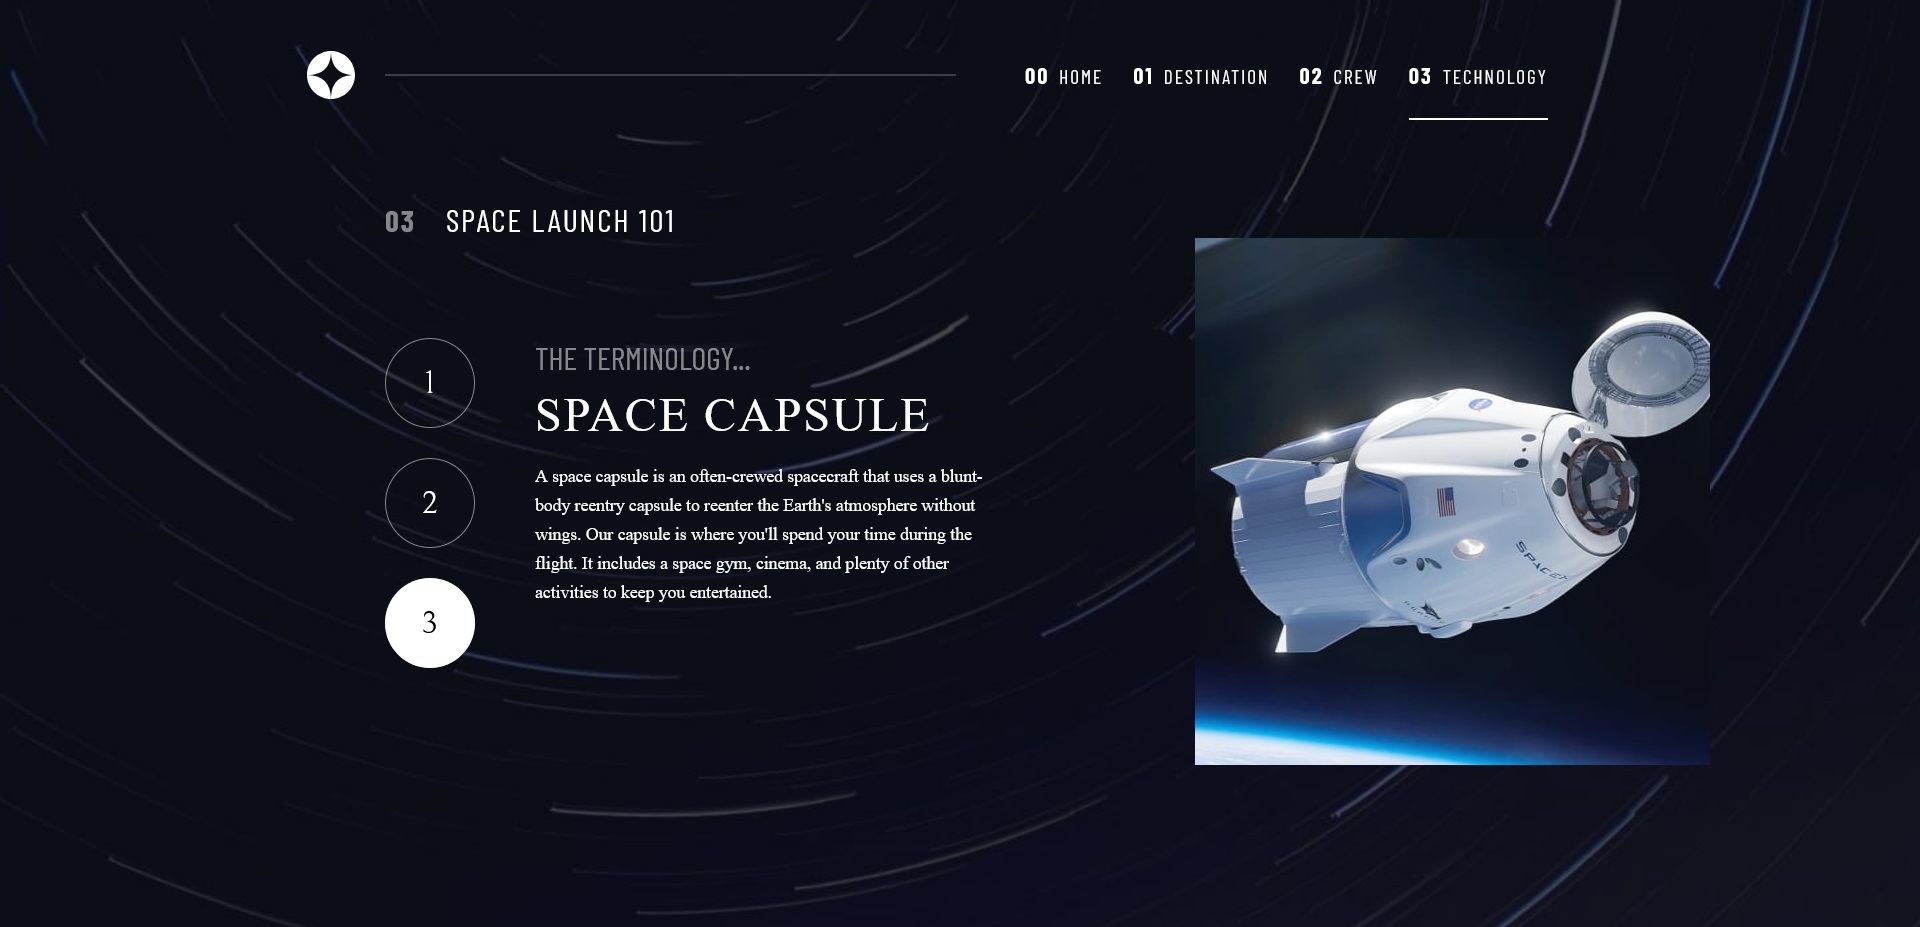 00 HOME 01 DESTINATION 02 CREW 03 TECHNOLOGY
03 SPACE LAUNCH 101
1
THE TERMINOLOGY...
SPACE CAPSULE
2
A space capsule is an often-crewed spacecraft that uses a blunt-
body reentry capsule to reenter the Earth's atmosphere without
wings. Our capsule is where you'll spend your time during the
flight. It includes a space gym, cinema, and plenty of other
activities to keep you entertained.
3
SPACEX